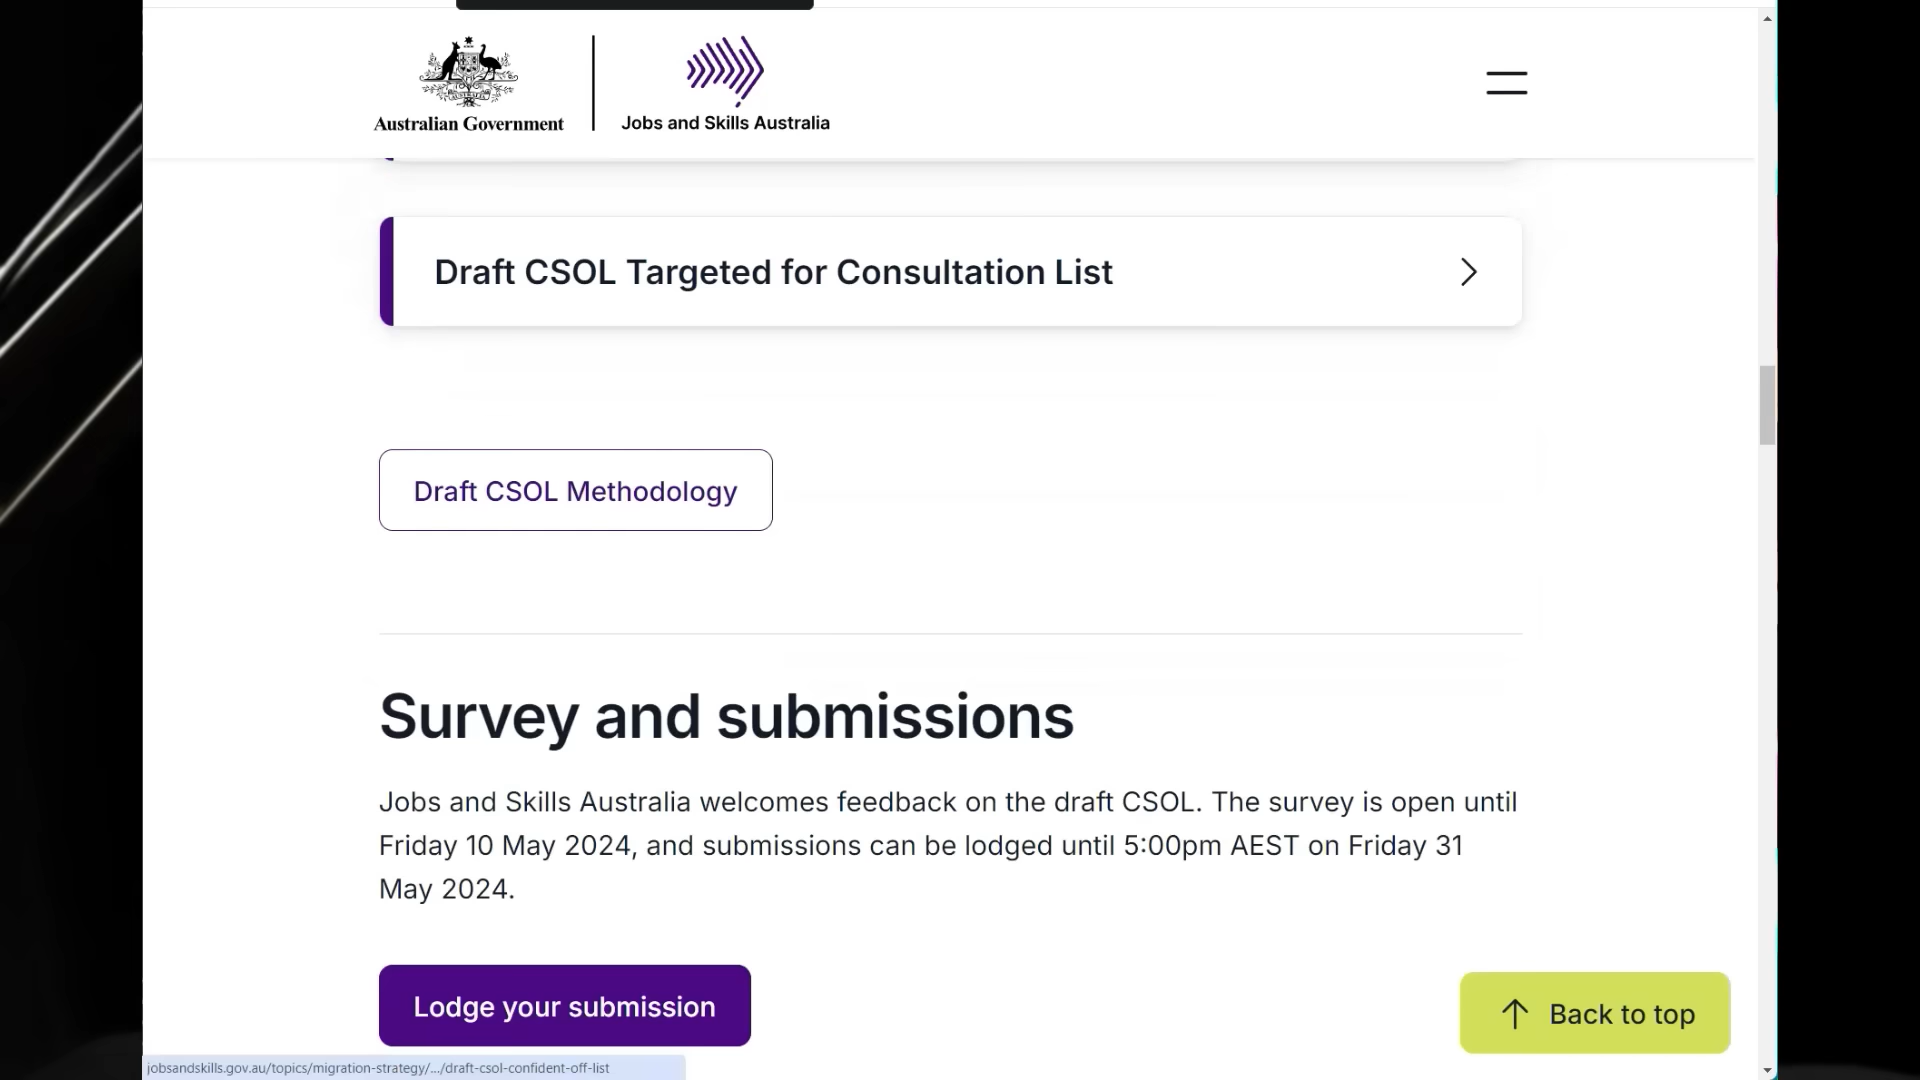 Australian Government
Jobs and Skills Australia
Draft CSOL Targeted for Consultation List
Draft CSOL Methodology
Survey and submissions
Jobs and Skills Australia welcomes feedback on the draft CSOL. The survey is open until
Friday 10 May 2024, and submissions can be lodged until 5:00pm AEST on Friday 31
May 2024.
Lodge your submission
Back to top
jobsandskills.gov.au/topics/migration-strategy/.../draft-csol-confident-off-list